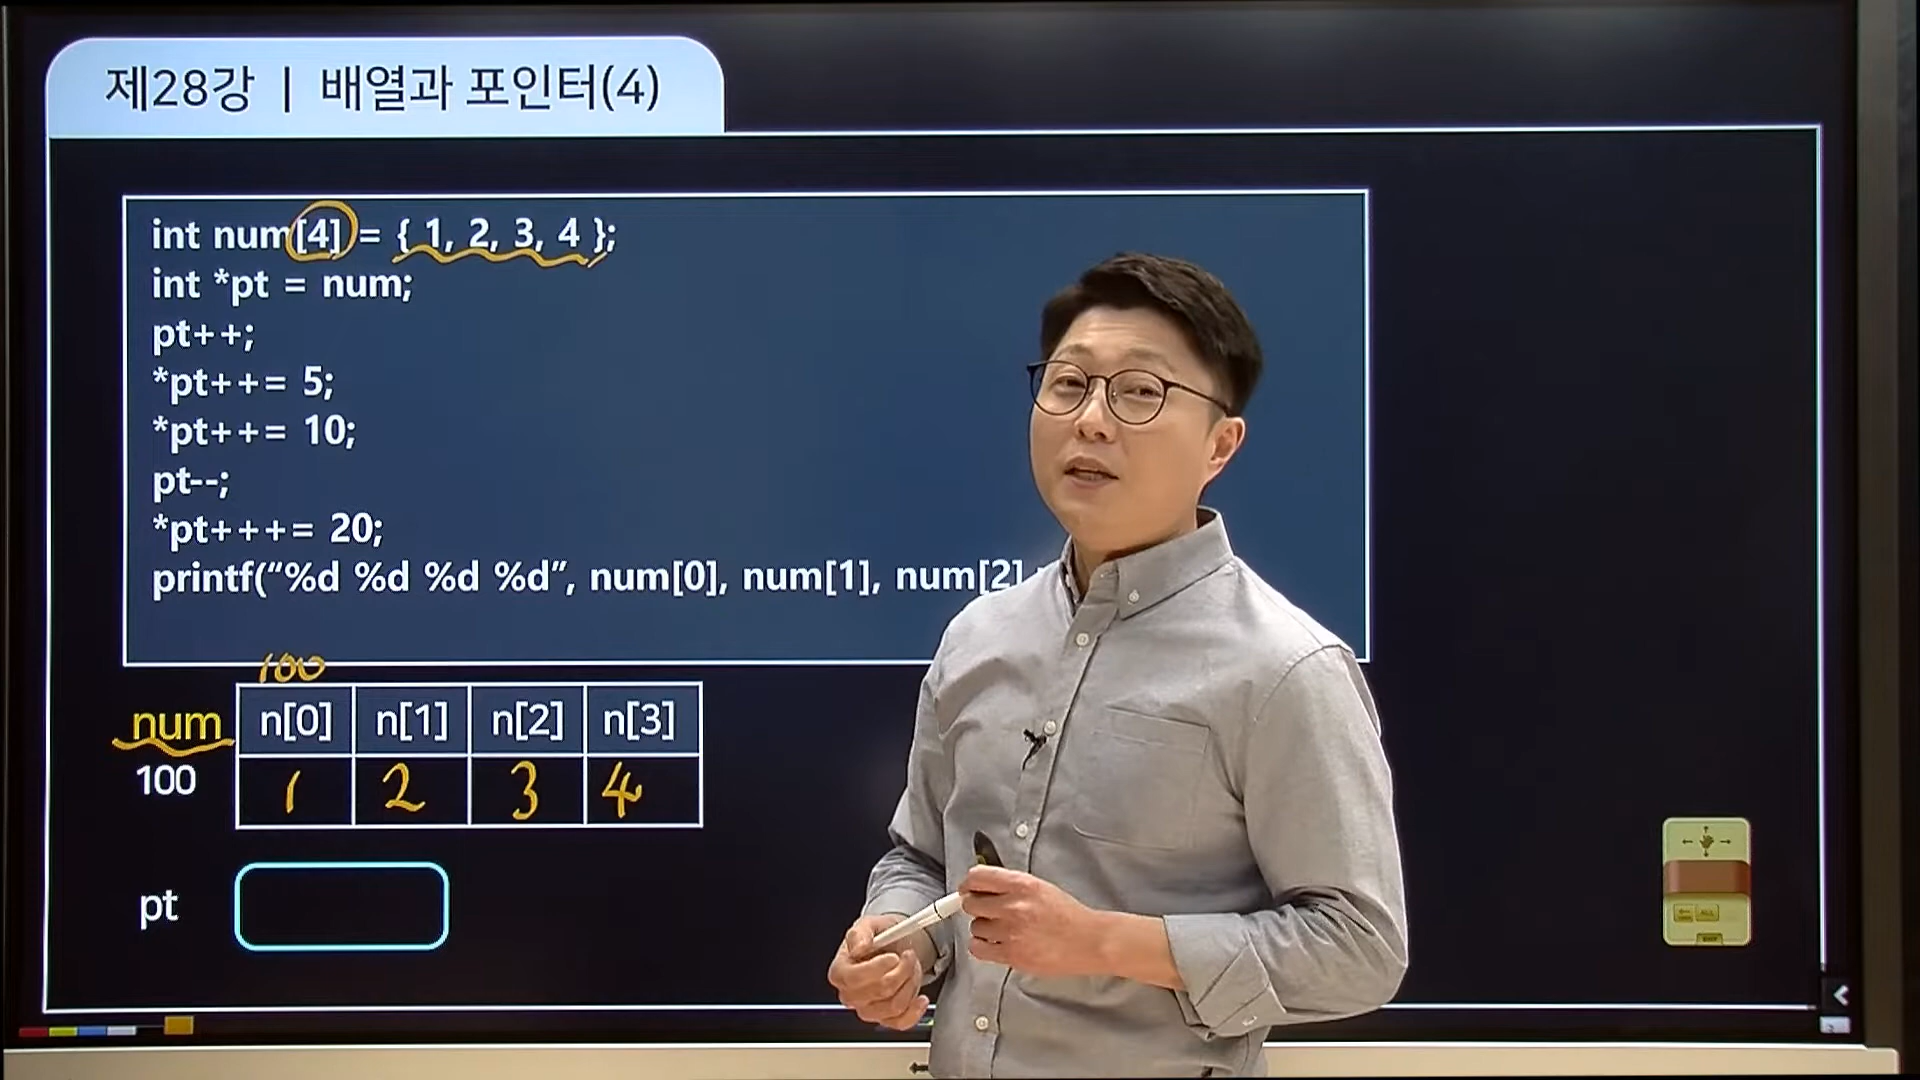 제28강 | 배열과 포인터(4)
int num[4] = { 1, 2, 3, 4 };
int *pt = num;
pt++;
*pt++= 5;
*pt++= 10;
pt--;
*pt+++= 20;
printf("%d %d %d %d", num[0], num[1], num[2]
100
num n[0] n[1] n[2] n[3]
100 1 2 3 4
pt